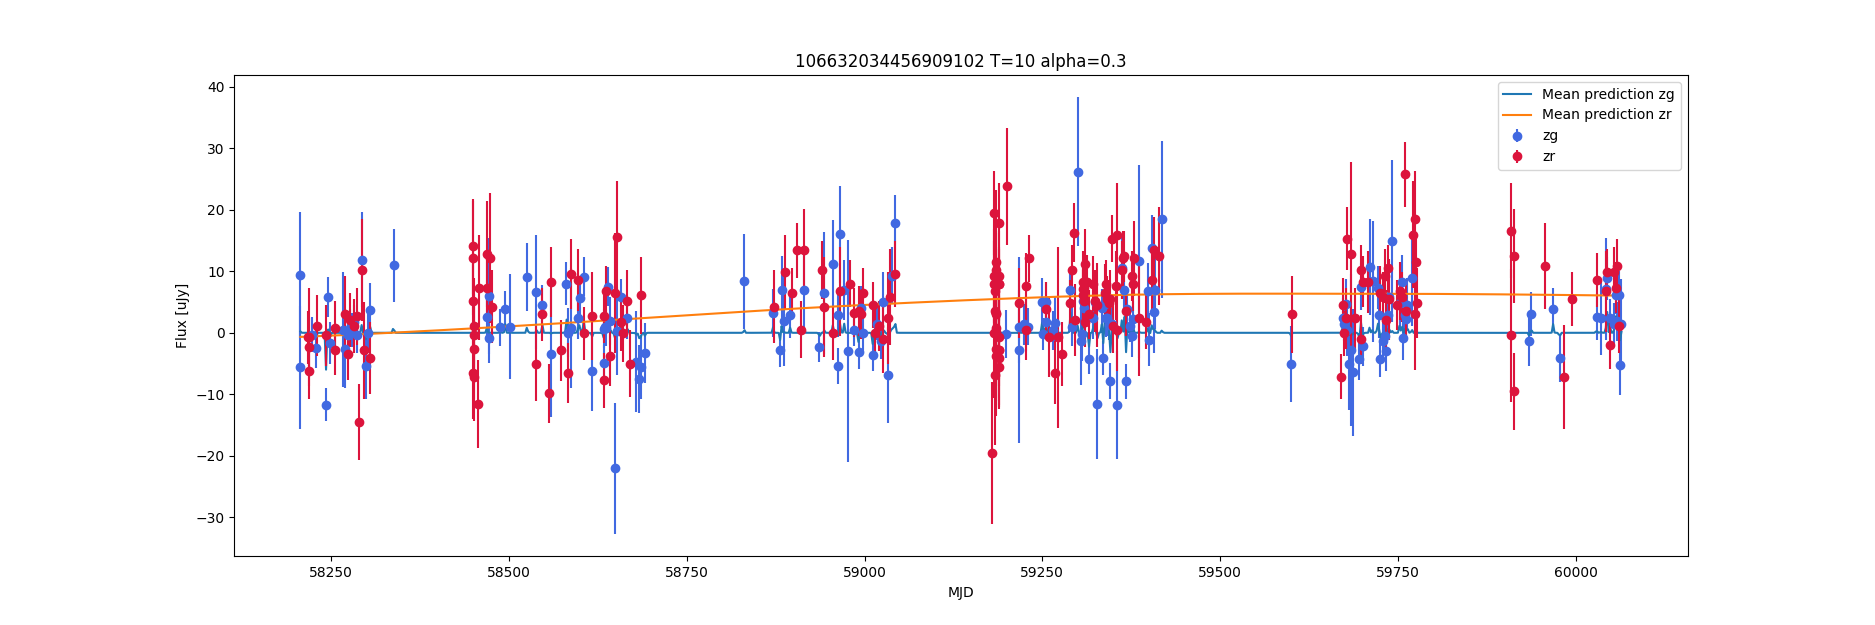 106632034456909102 T=10 alpha=0.3
Mean prediction zg
Mean prediction zr
zg
zr
Flux [uJy]
40
30
20
10
0
−10
−20
−30
58250 58500 58750 59000 59250 59500 59750 60000
MJD